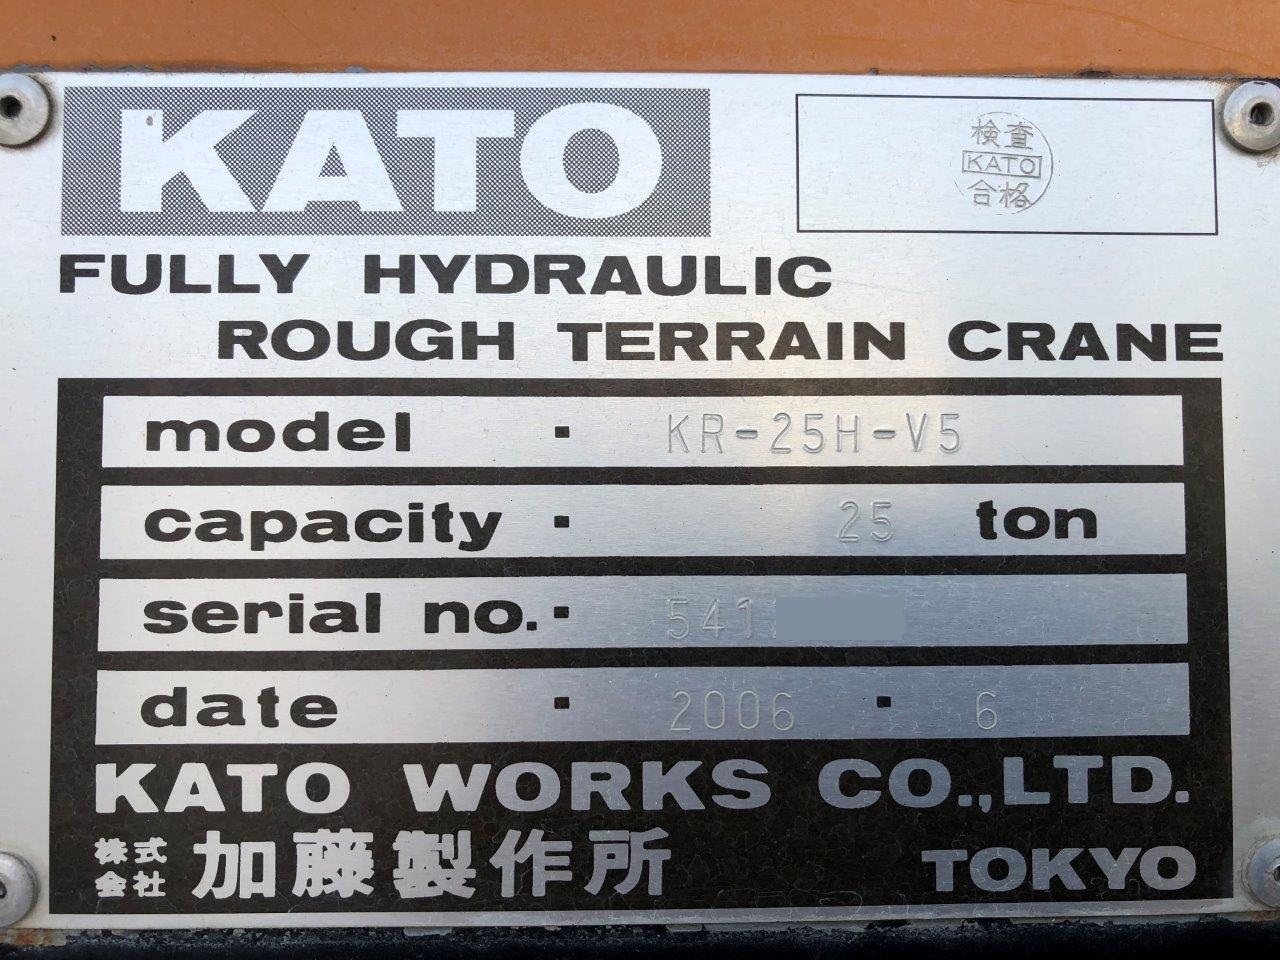 KATO
検査
KATO
合格
FULLY HYDRAULIC
ROUGH TERRAIN CRANE
model · KR-25H-V5
capacity · 25 ton
serial no. · 541
date · 2006 · 6
KATO WORKS CO.,LTD.
株式会社 加藤製作所 TOKYO